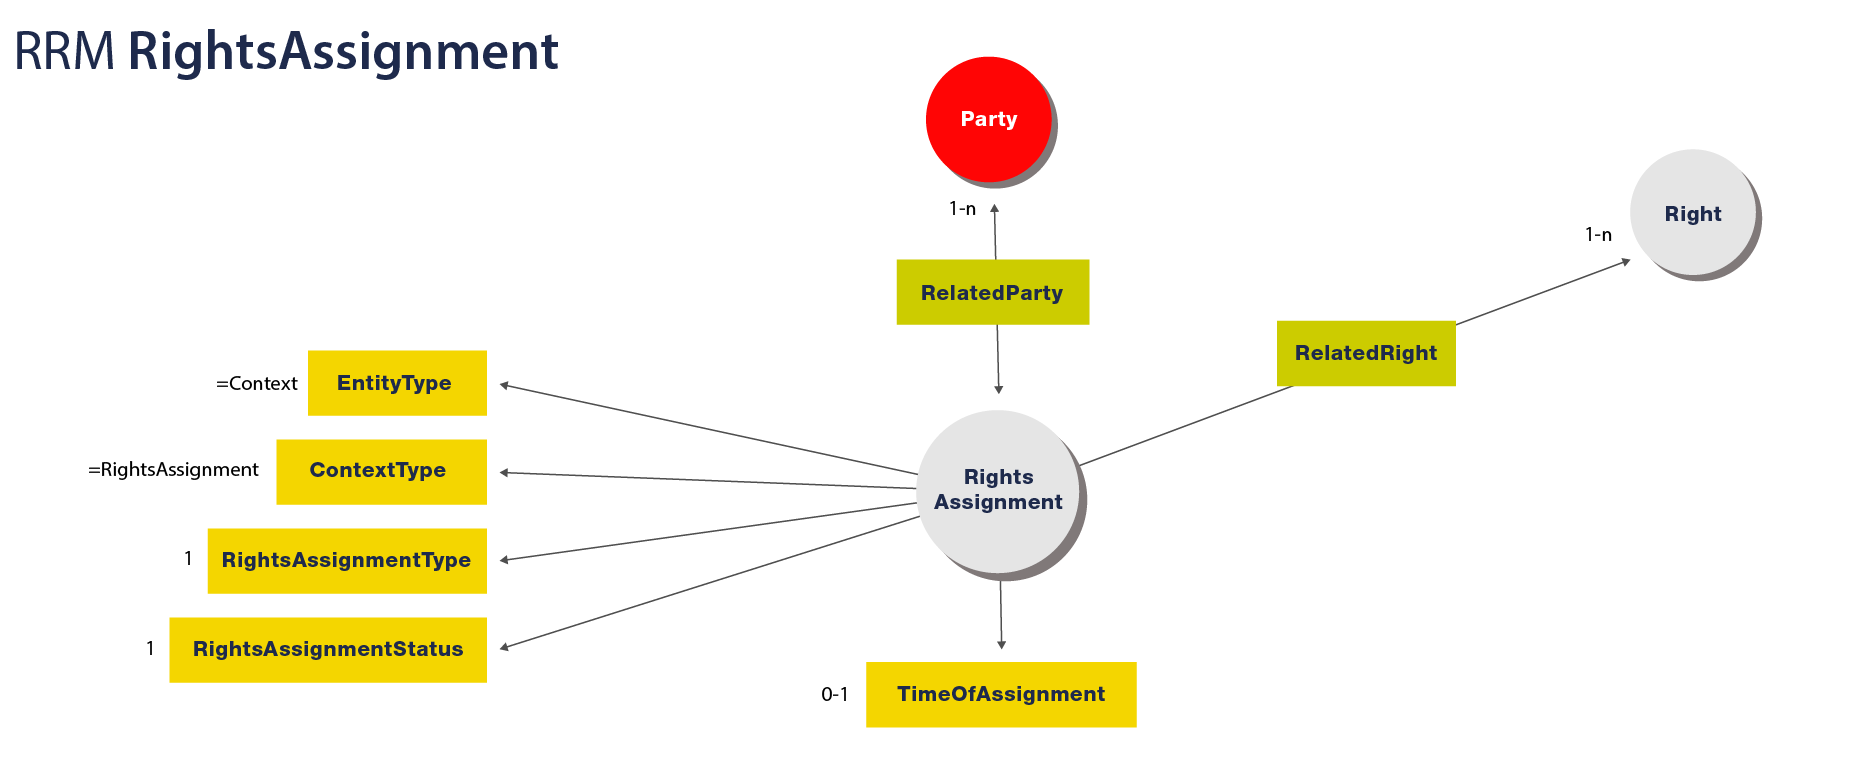 RRM RightsAssignment
Party
1-n
Right
1-n
RelatedParty
RelatedRight
=Context
EntityType
=RightsAssignment
ContextType
Rights
Assignment
1
RightsAssignmentType
1
RightsAssignmentStatus
0-1
TimeOfAssignment